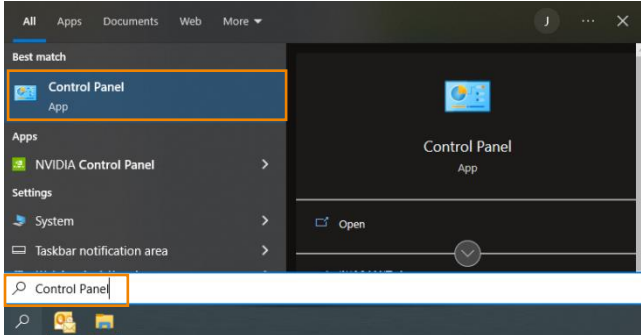 All Apps Documents Web More
J
Best match
Control Panel
App
Apps
NVIDIA Control Panel
Settings
System
Taskbar notification area
Control Panel
App
Open
Control Panel